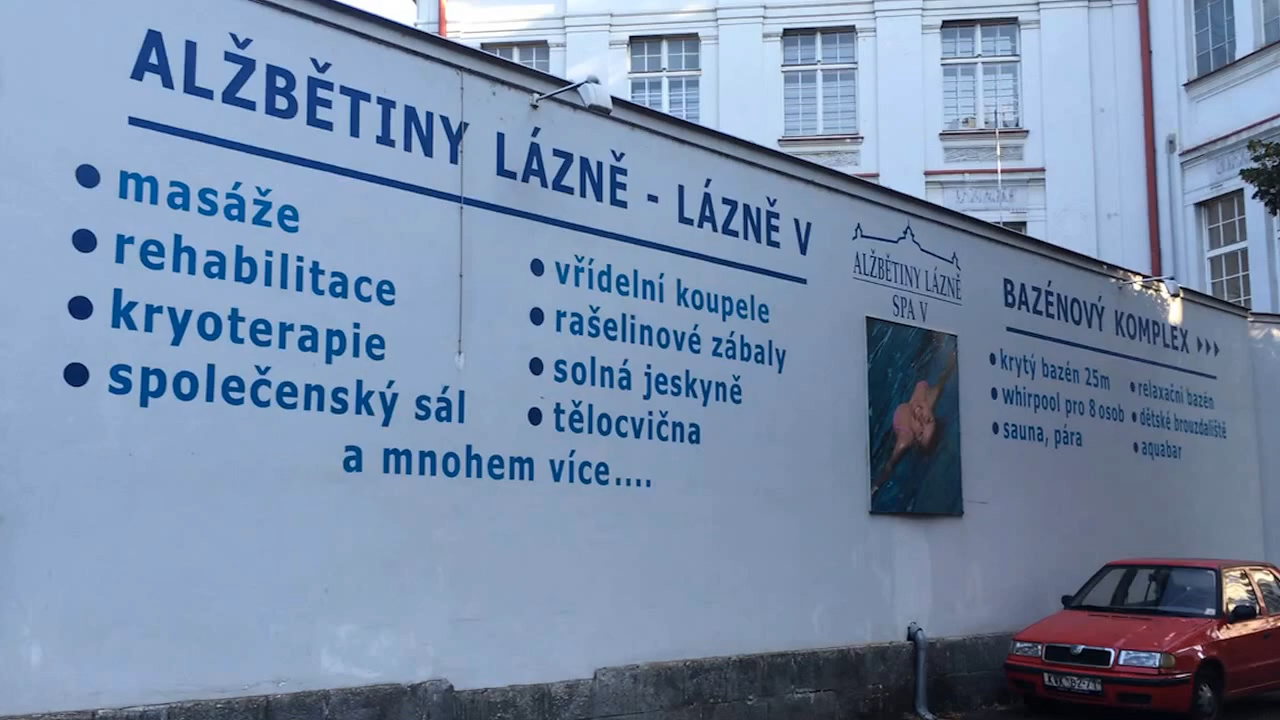 ALŽBĚTINY LÁZNĚ - LÁZNĚ V
• masáže
• rehabilitace
• kryoterapie
• společenský sál
• vřídelní koupele
• rašelinové zábaly
• solná jeskyně
• tělocvična
a mnohem více....
ALŽBĚTINY LÁZNĚ
SPA V
BAZÉNOVÝ KOMPLEX
• krytý bazén 25m
• whirpool pro 8 osob
• sauna, pára
• relaxační bazén
• dětské brouzdaliště
• aquabar